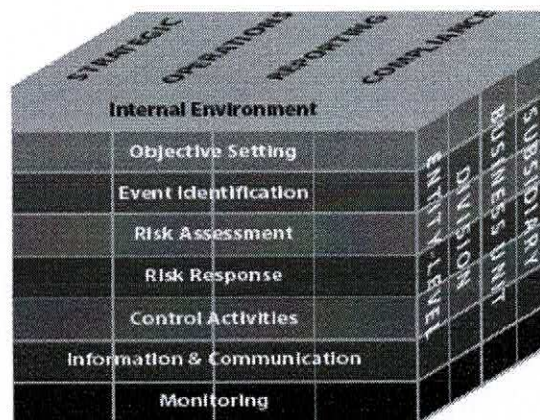 STRATEGIC
OPERATIONS
REPORTING
COMPLIANCE
Internal Environment
Objective Setting
Event Identification
Risk Assessment
Risk Response
Control Activities
Information & Communication
Monitoring
ENTITY-LEVEL
DIVISION
BUSINESS UNIT
SUBSIDIARY